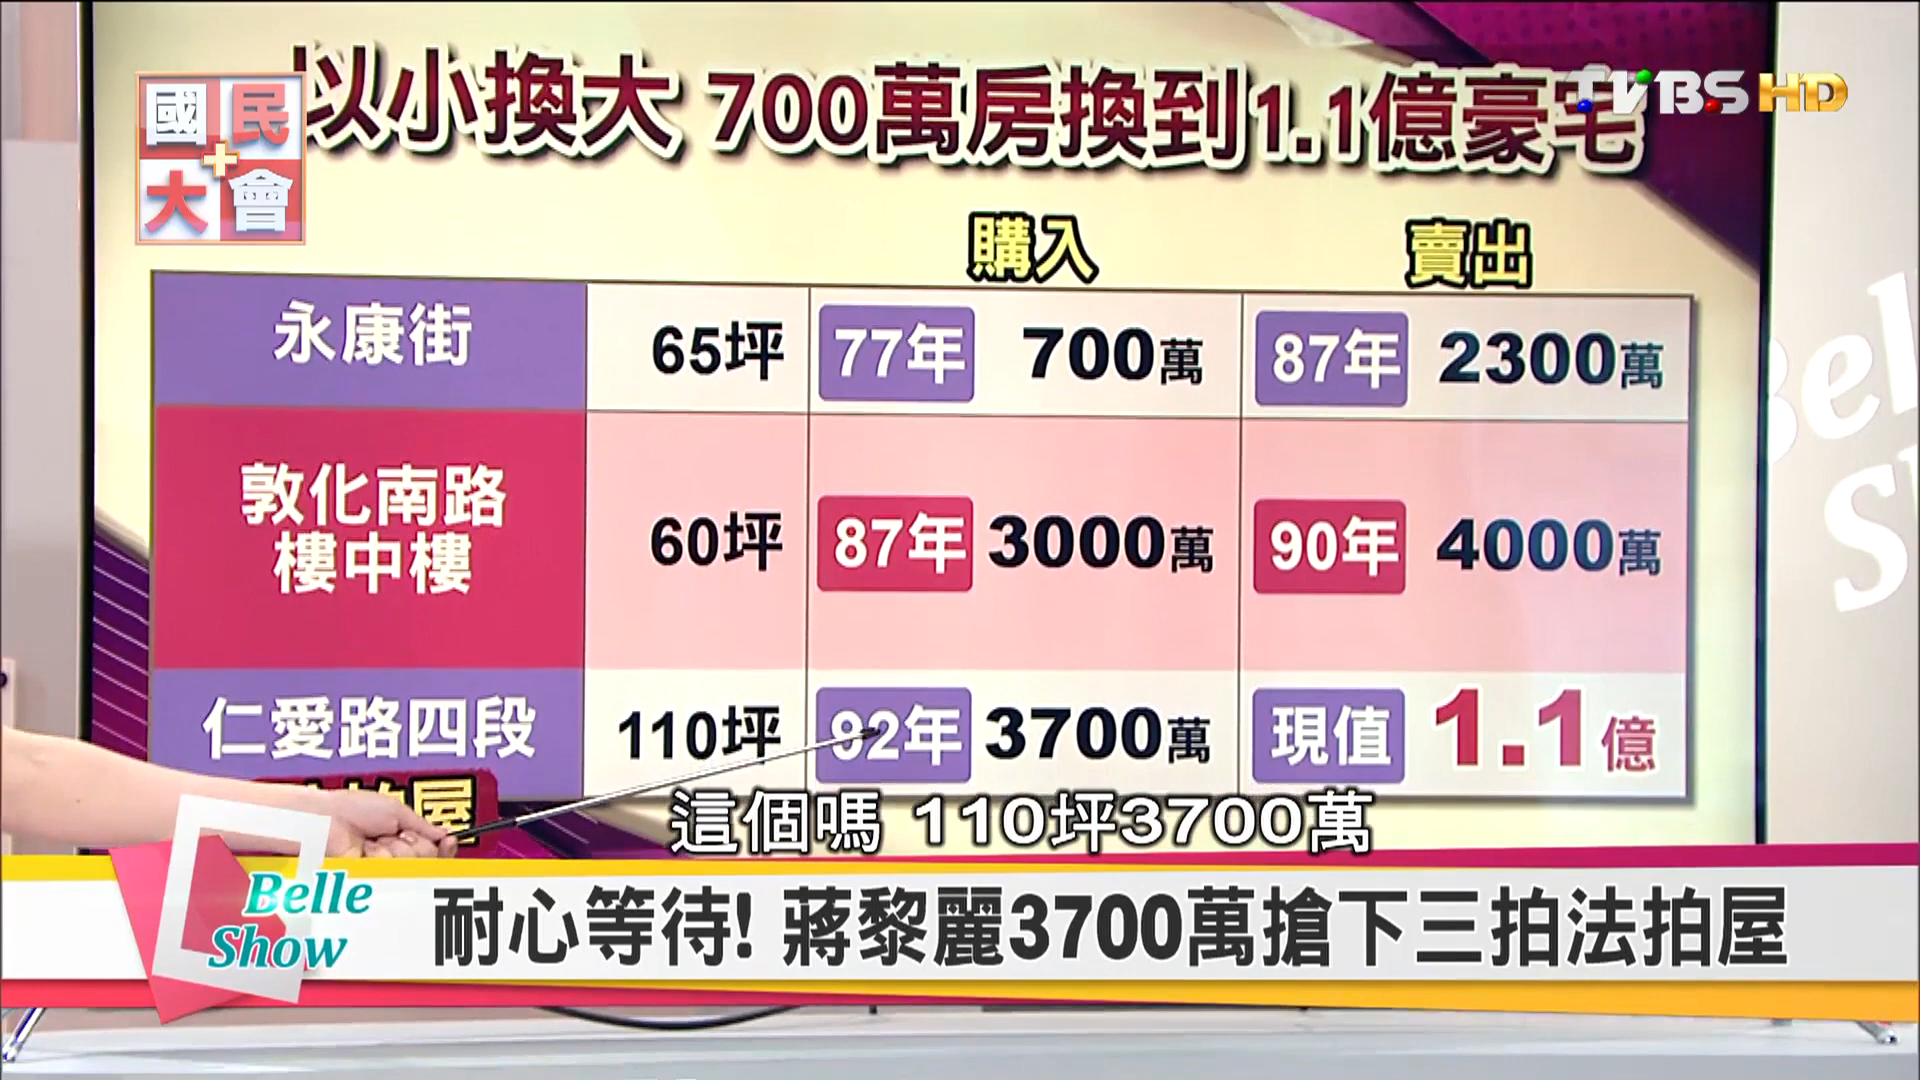 以小換大 700萬房換到1.1億豪宅
TVBS HD
國民
大會
購入 賣出
永康街 65坪 77年 700萬 87年 2300萬
敦化南路
樓中樓 60坪 87年 3000萬 90年 4000萬
仁愛路四段 110坪 92年 3700萬 現值 1.1億
拍屋
這個嗎 110坪3700萬
Belle
Show
耐心等待! 蔣黎麗3700萬搶下三拍法拍屋
Bel